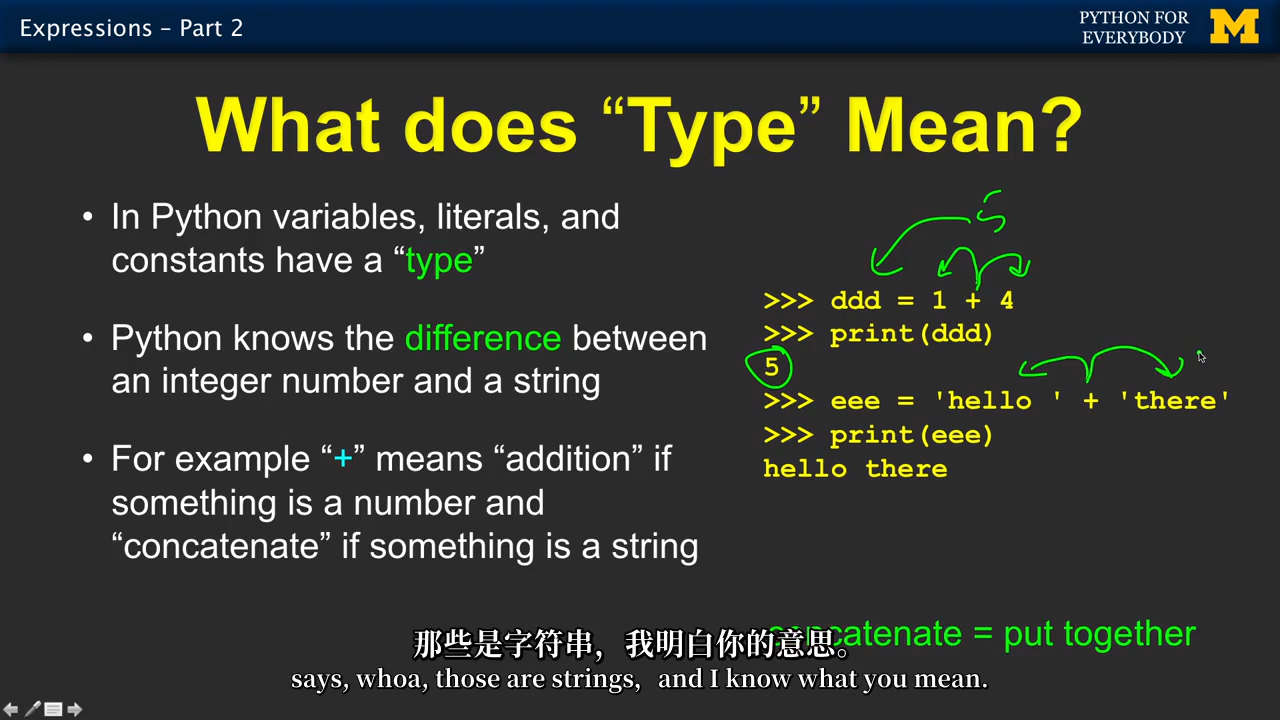 Expressions – Part 2
PYTHON FOR
EVERYBODY
M
What does “Type” Mean?
• In Python variables, literals, and
constants have a “type”
• Python knows the difference between
an integer number and a string
• For example “+” means “addition” if
something is a number and
“concatenate” if something is a string
5
>>> ddd = 1 + 4
>>> print(ddd)
5
>>> eee = 'hello ' + 'there'
>>> print(eee)
hello there
concatenate = put together
那些是字符串，我明白你的意思。
says, whoa, those are strings, and I know what you mean.